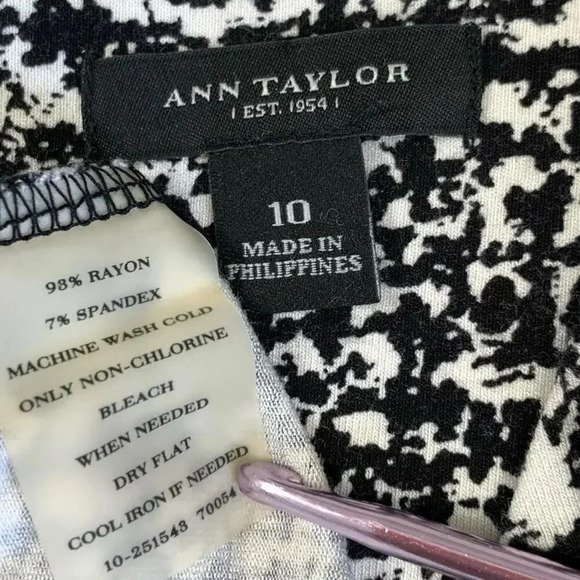 ANN TAYLOR
| EST. 1954 |
10
MADE IN
PHILIPPINES
93% RAYON
7% SPANDEX
MACHINE WASH COLD
ONLY NON-CHLORINE
BLEACH
WHEN NEEDED
DRY FLAT
COOL IRON IF NEEDED
10-251543 70054